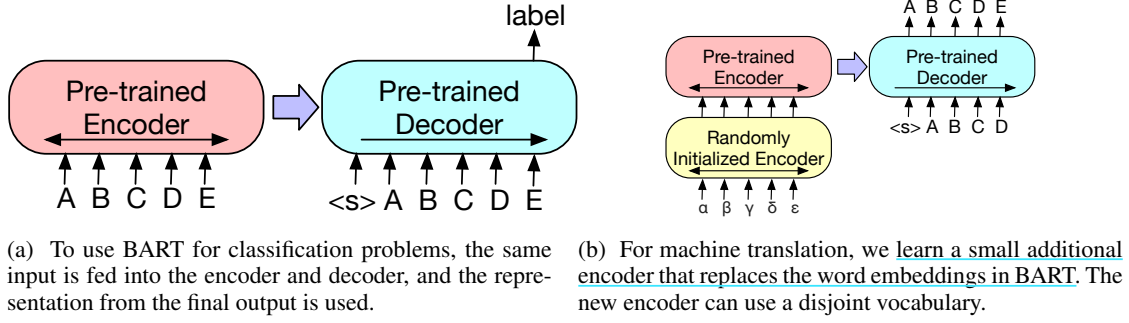 label
Pre-trained
Encoder
Pre-trained
Decoder
A B C D E
<s> A B C D E
(a) To use BART for classification problems, the same
input is fed into the encoder and decoder, and the repre-
sentation from the final output is used.
A B C D E
Pre-trained
Encoder
Pre-trained
Decoder
<s> A B C D
Randomly
Initialized Encoder
α β γ δ ε
(b) For machine translation, we learn a small additional
encoder that replaces the word embeddings in BART. The
new encoder can use a disjoint vocabulary.